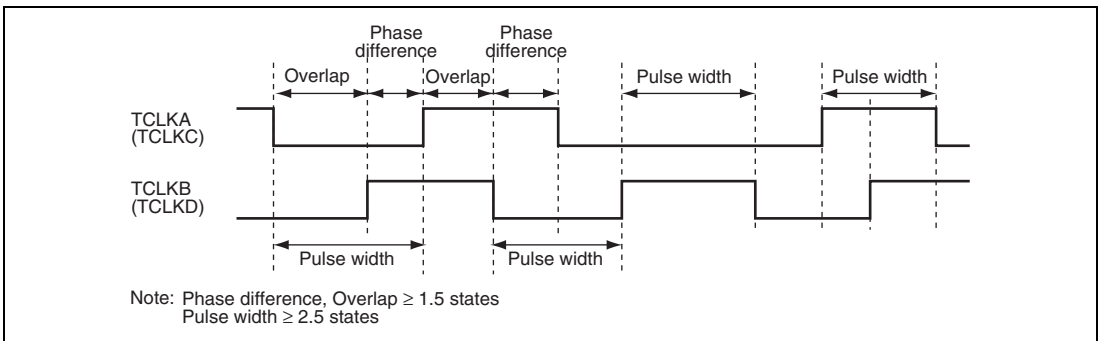 Phase
difference
Phase
difference
Overlap
Overlap
Pulse width
Pulse width
TCLKA
(TCLKC)
TCLKB
(TCLKD)
Pulse width
Pulse width
Note: Phase difference, Overlap ≥ 1.5 states
Pulse width ≥ 2.5 states